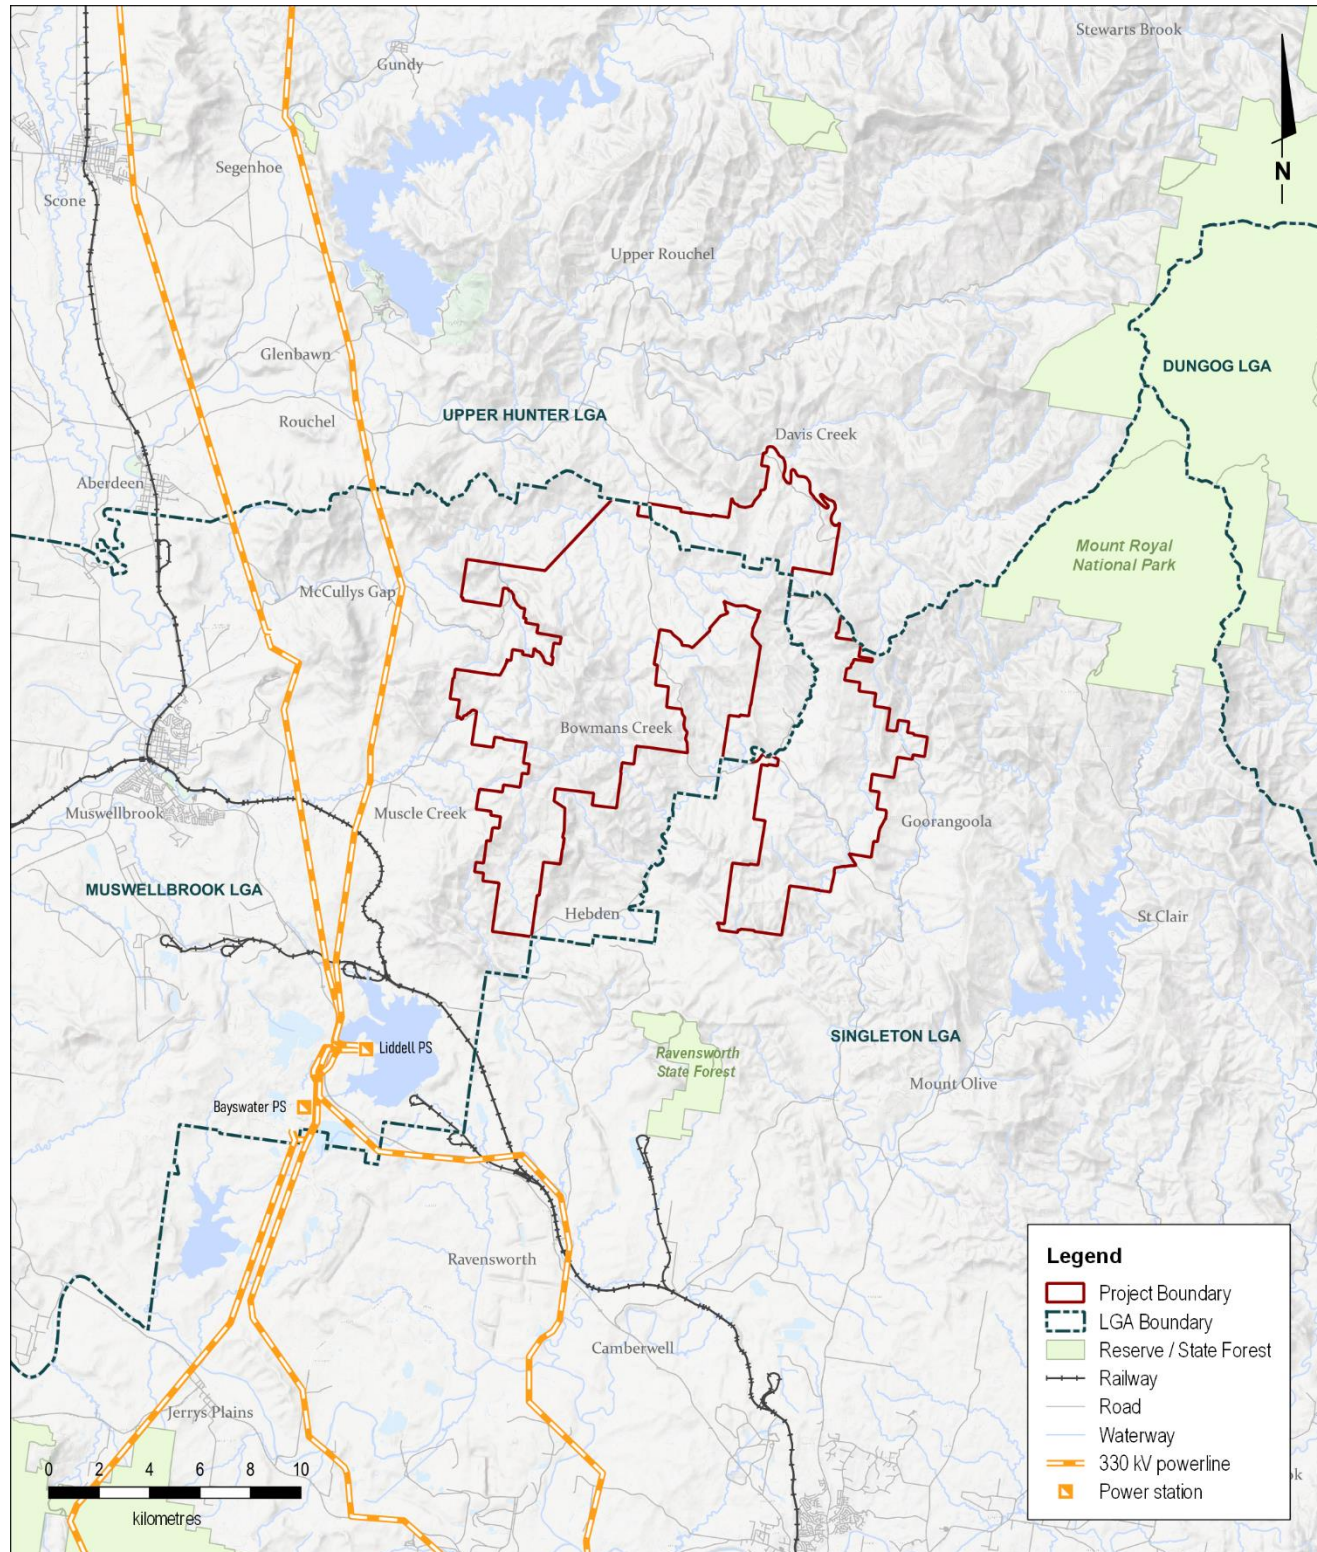 Stewarts Brook
Gundy
Segenhoe
N
Scone
Upper Rouchel
Glenbawn
DUNGOG LGA
UPPER HUNTER LGA
Rouchel
Davis Creek
Aberdeen
Mount Royal
National Park
McCullys Gap
Bowmans Creek
Muswellbrook
Muscle Creek
Goorangoola
MUSWELLBROOK LGA
Hebden
St Clair
SINGLETON LGA
Liddell PS
Ravensworth
State Forest
Mount Olive
Bayswater PS
Ravensworth
Camberwell
Jerrys Plains
0 2 4 6 8 10
kilometres
Legend
Project Boundary
LGA Boundary
Reserve / State Forest
Railway
Road
Waterway
330 kV powerline
Power station